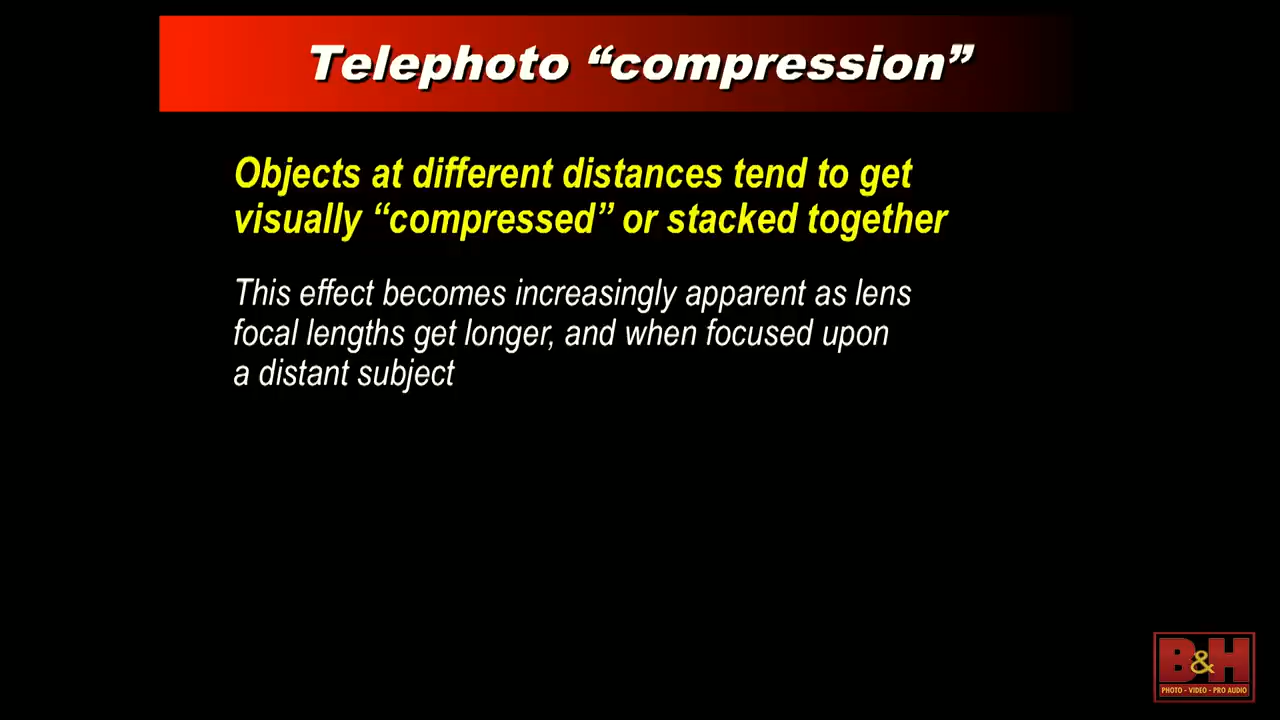 Telephoto “compression”
Objects at different distances tend to get
visually “compressed” or stacked together
This effect becomes increasingly apparent as lens
focal lengths get longer, and when focused upon
a distant subject
B&H
PHOTO - VIDEO - PRO AUDIO